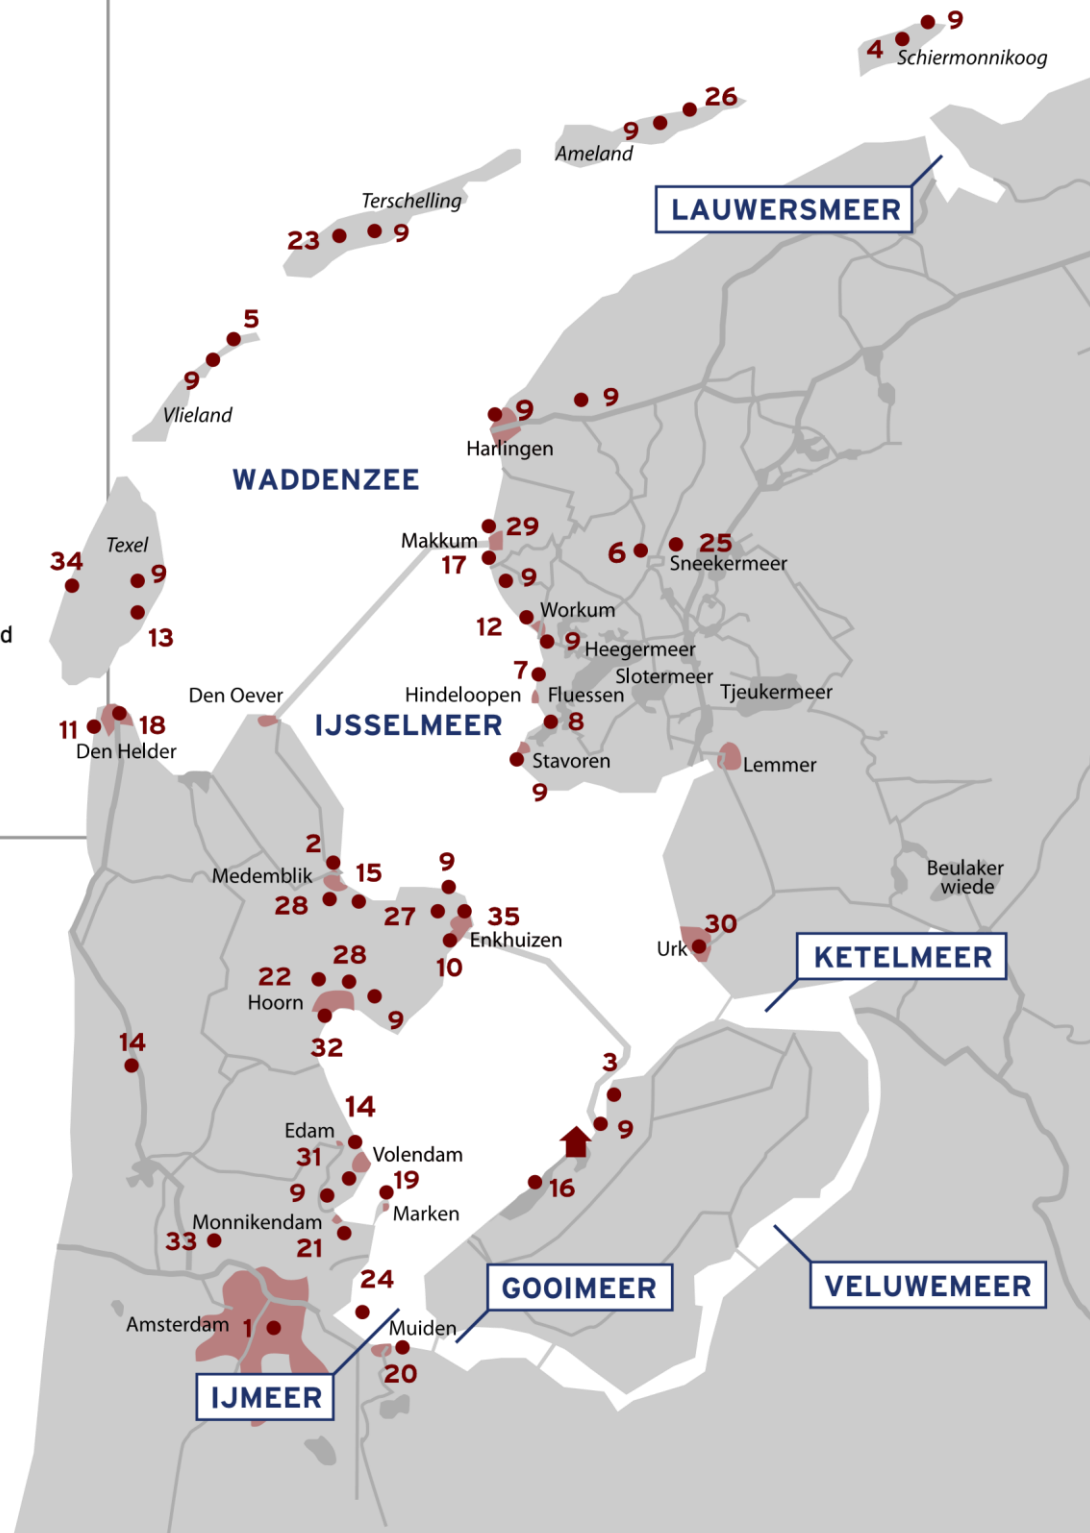 9
4
Schiermonnikoog
26
9
Ameland
LAUWERSMEER
Terschelling
23
9
5
9
Vlieland
9
9
Harlingen
WADDENZEE
29
Makkum
17
34
Texel
9
13
6
25
Sneekermeer
9
d
12
Workum
9
Heegermeer
7
Slotermeer
Hindeloopen
Fluessen
Tjeukermeer
Den Oever
11
18
Den Helder
IJSSELMEER
8
Stavoren
9
Lemmer
2
Medemblik
15
28
9
27
35
Enkhuizen
10
Beulaker
wiede
30
Urk
KETELMEER
22
28
Hoorn
9
32
14
3
9
14
Edam
31
Volendam
9
19
Marken
16
Monnikendam
33
21
24
GOOIMEER
VELUWEMEER
Amsterdam
1
Muiden
20
IJMEER